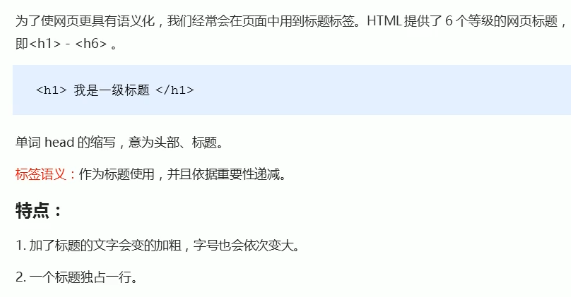 为了使网页更具有语义化，我们经常会在页面中用到标题标签。HTML 提供了 6 个等级的网页标题，
即<h1> - <h6> 。
<h1> 我是一级标题 </h1>
单词 head 的缩写，意为头部、标题。
标签语义：作为标题使用，并且依据重要性递减。
特点：
1. 加了标题的文字会变的加粗，字号也会依次变大。
2. 一个标题独占一行。